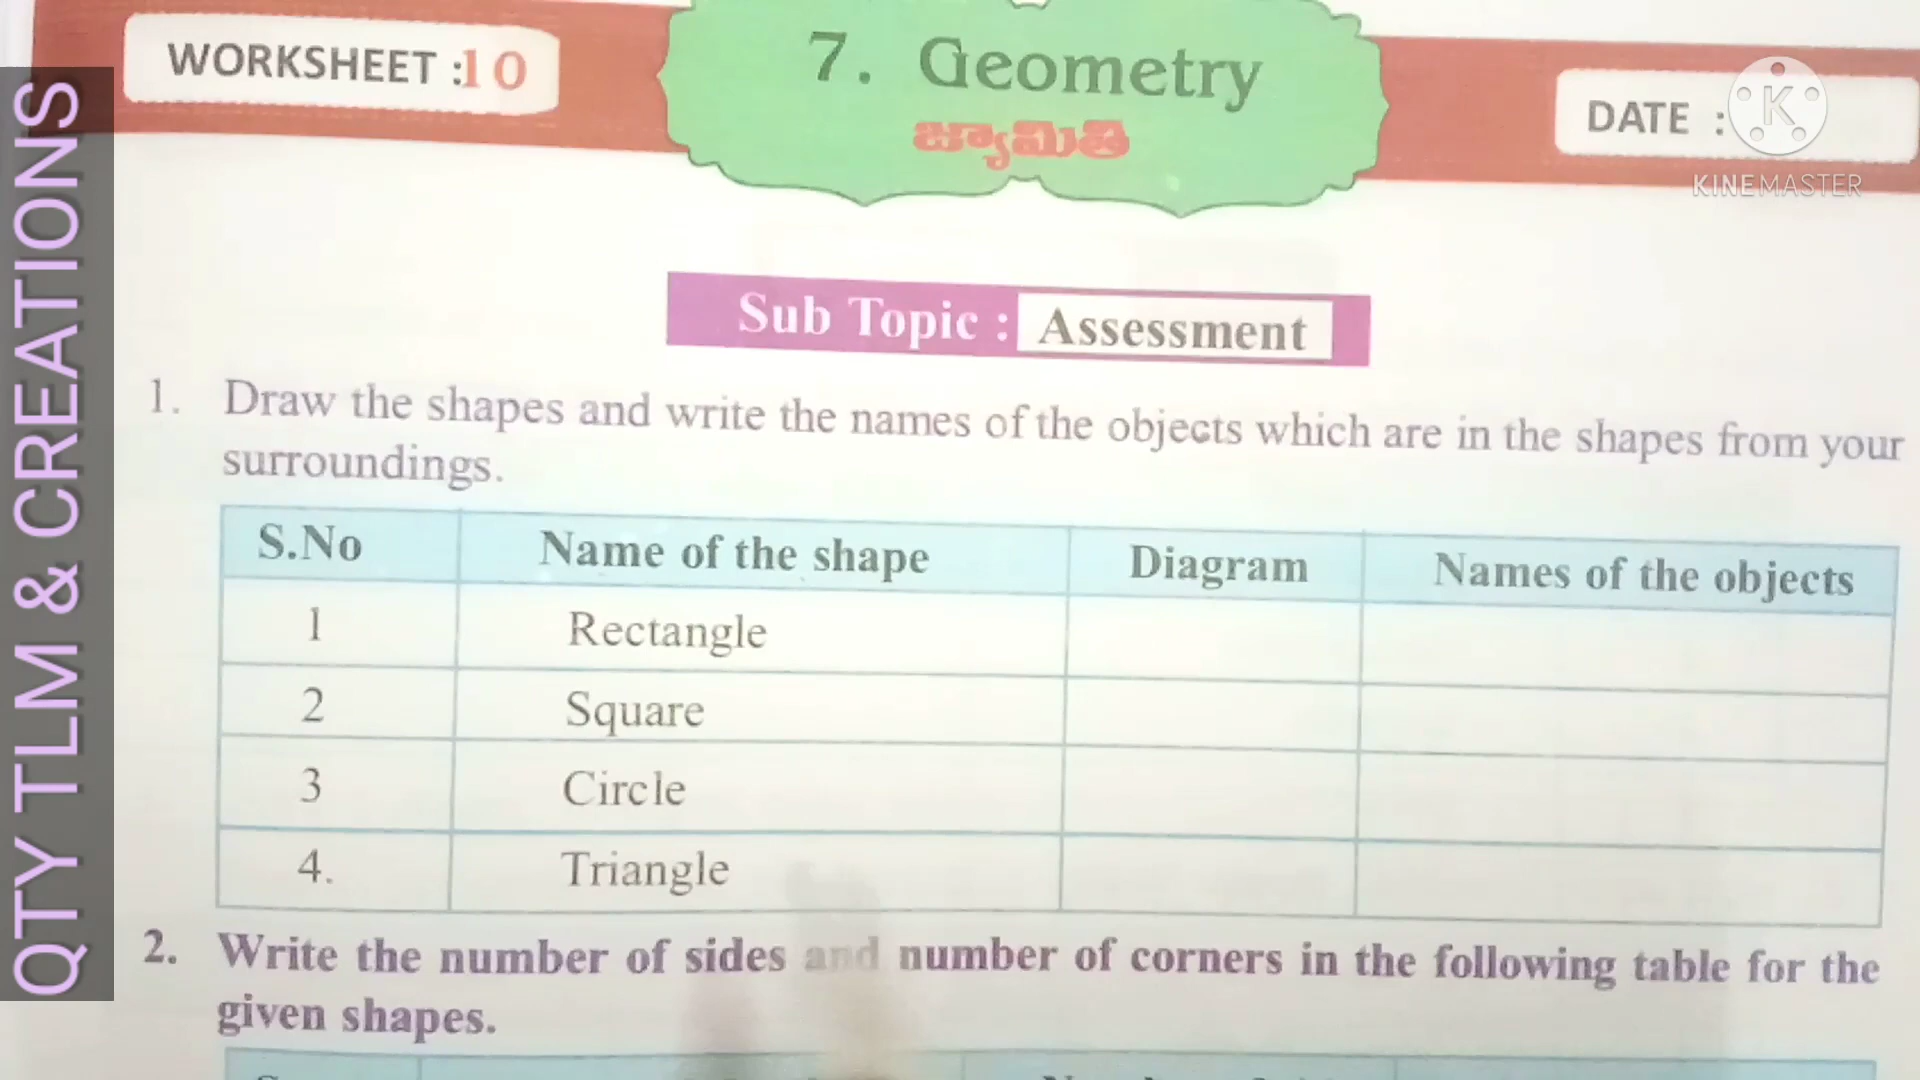 WORKSHEET :10
7. Geometry
జ్యామితి
DATE :
KINEMASTER
QTY TLM & CREATIONS
Sub Topic : Assessment
1. Draw the shapes and write the names of the objects which are in the shapes from your
surroundings.
S.No Name of the shape Diagram Names of the objects
1 Rectangle
2 Square
3 Circle
4. Triangle
2. Write the number of sides and number of corners in the following table for the
given shapes.